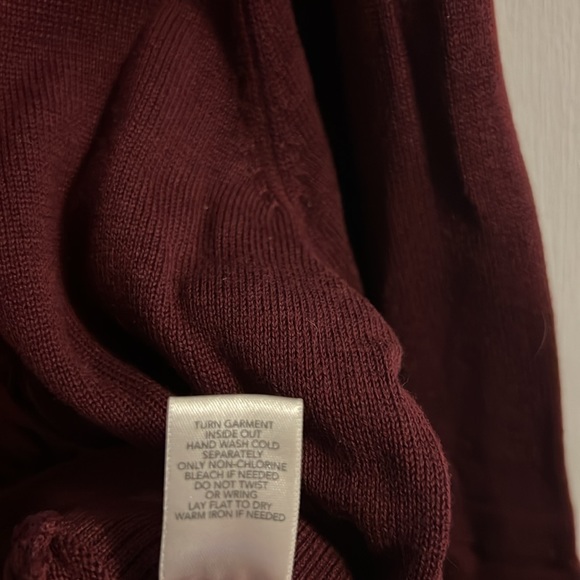 TURN GARMENT
INSIDE OUT
HAND WASH COLD
SEPARATELY
ONLY NON-CHLORINE
BLEACH IF NEEDED
DO NOT TWIST
OR WRING
LAY FLAT TO DRY
WARM IRON IF NEEDED